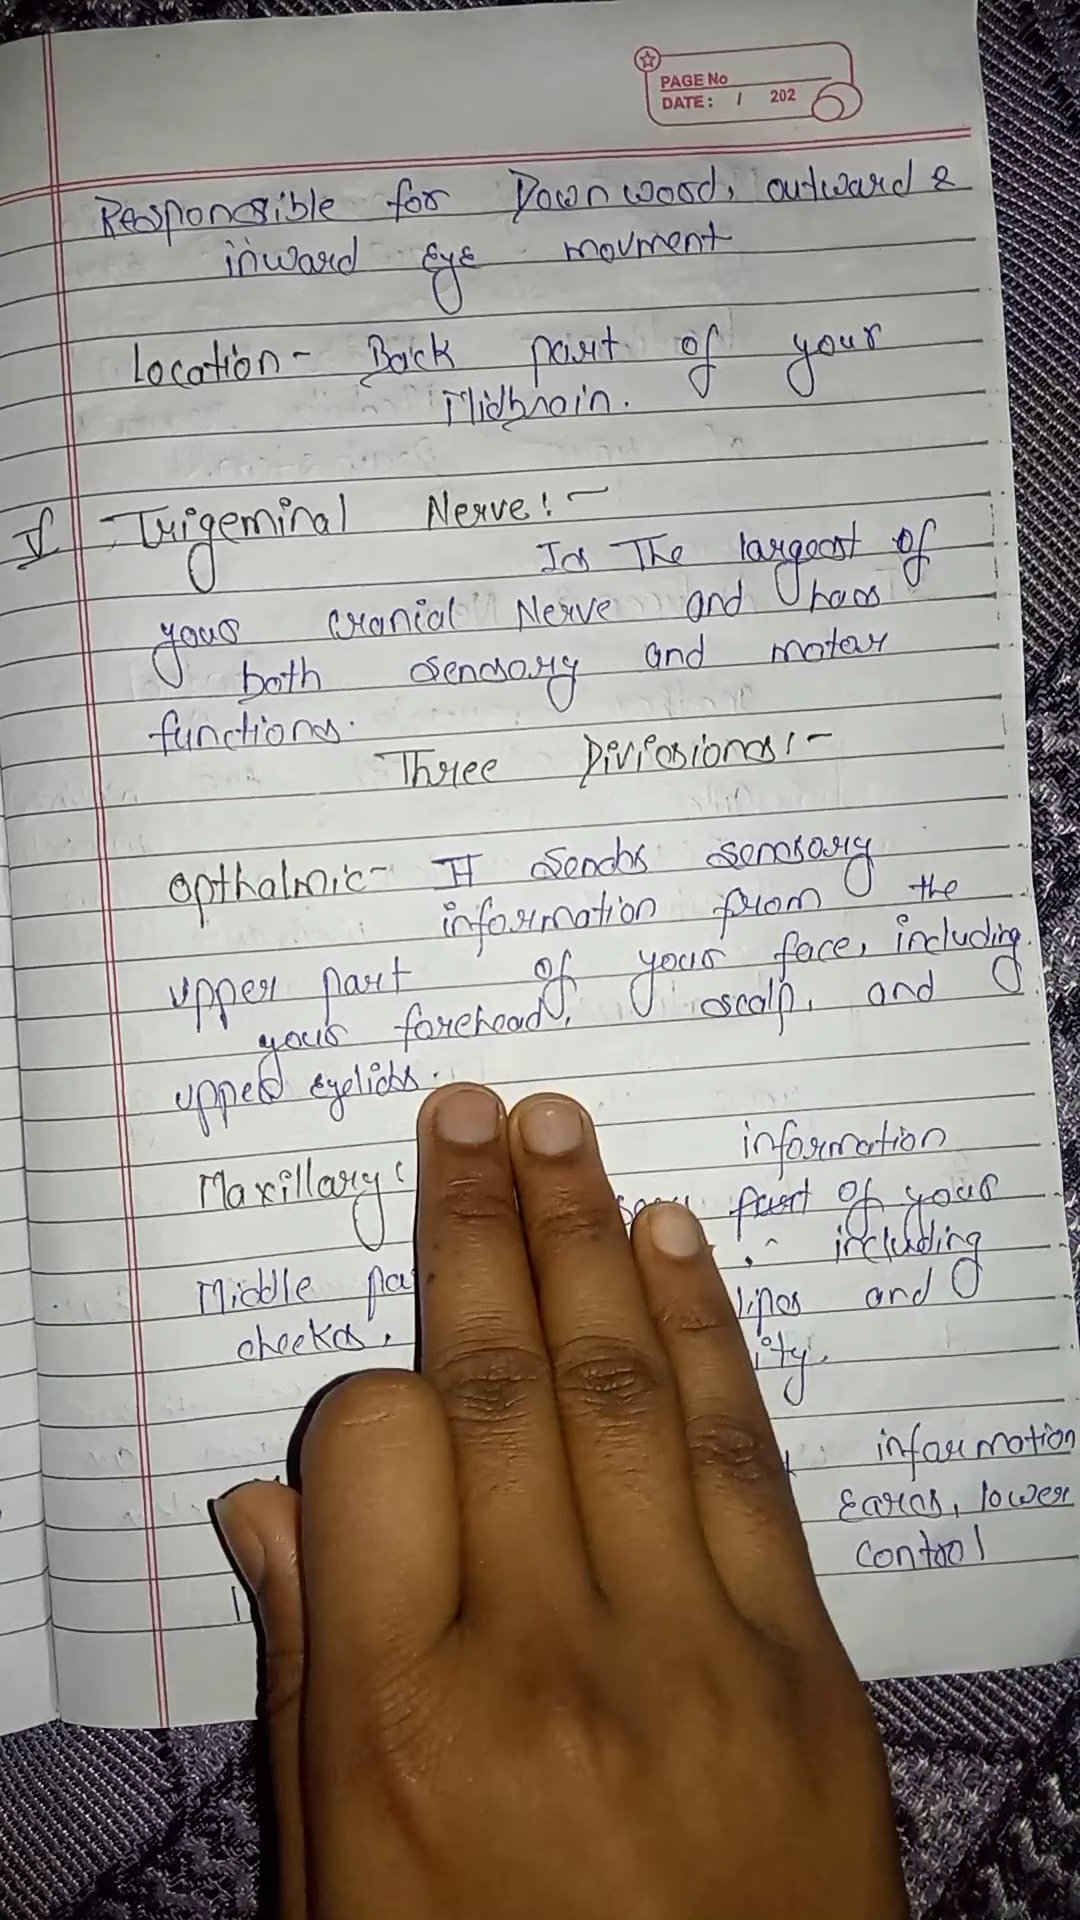 PAGE No
DATE: / 202
Responsible for Downwood, outward &
inward Eye movment
Location - Back part of your
Midbrain.
V Trigeminal Nerve :-
Is The largest of
your cranial Nerve and has
both sensory and motor
functions.
Three Divisions :-
Opthalmic - It sends sensory
information from the
upper part of your face, including
your forehead, scalp, and
upper eyelids.
Maxillary : information
part of your
Middle pa including
cheeks, lips and
ity.
information
Ears, lower
control